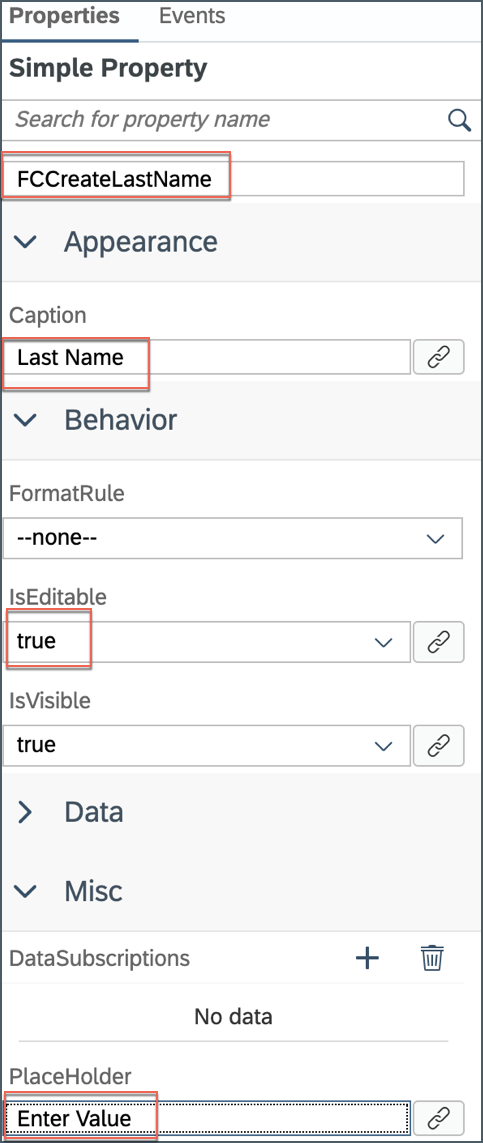 Properties Events
Simple Property
Search for property name
FCCreateLastName
Appearance
Caption
Last Name
Behavior
FormatRule
--none--
IsEditable
true
IsVisible
true
Data
Misc
DataSubscriptions
No data
PlaceHolder
Enter Value